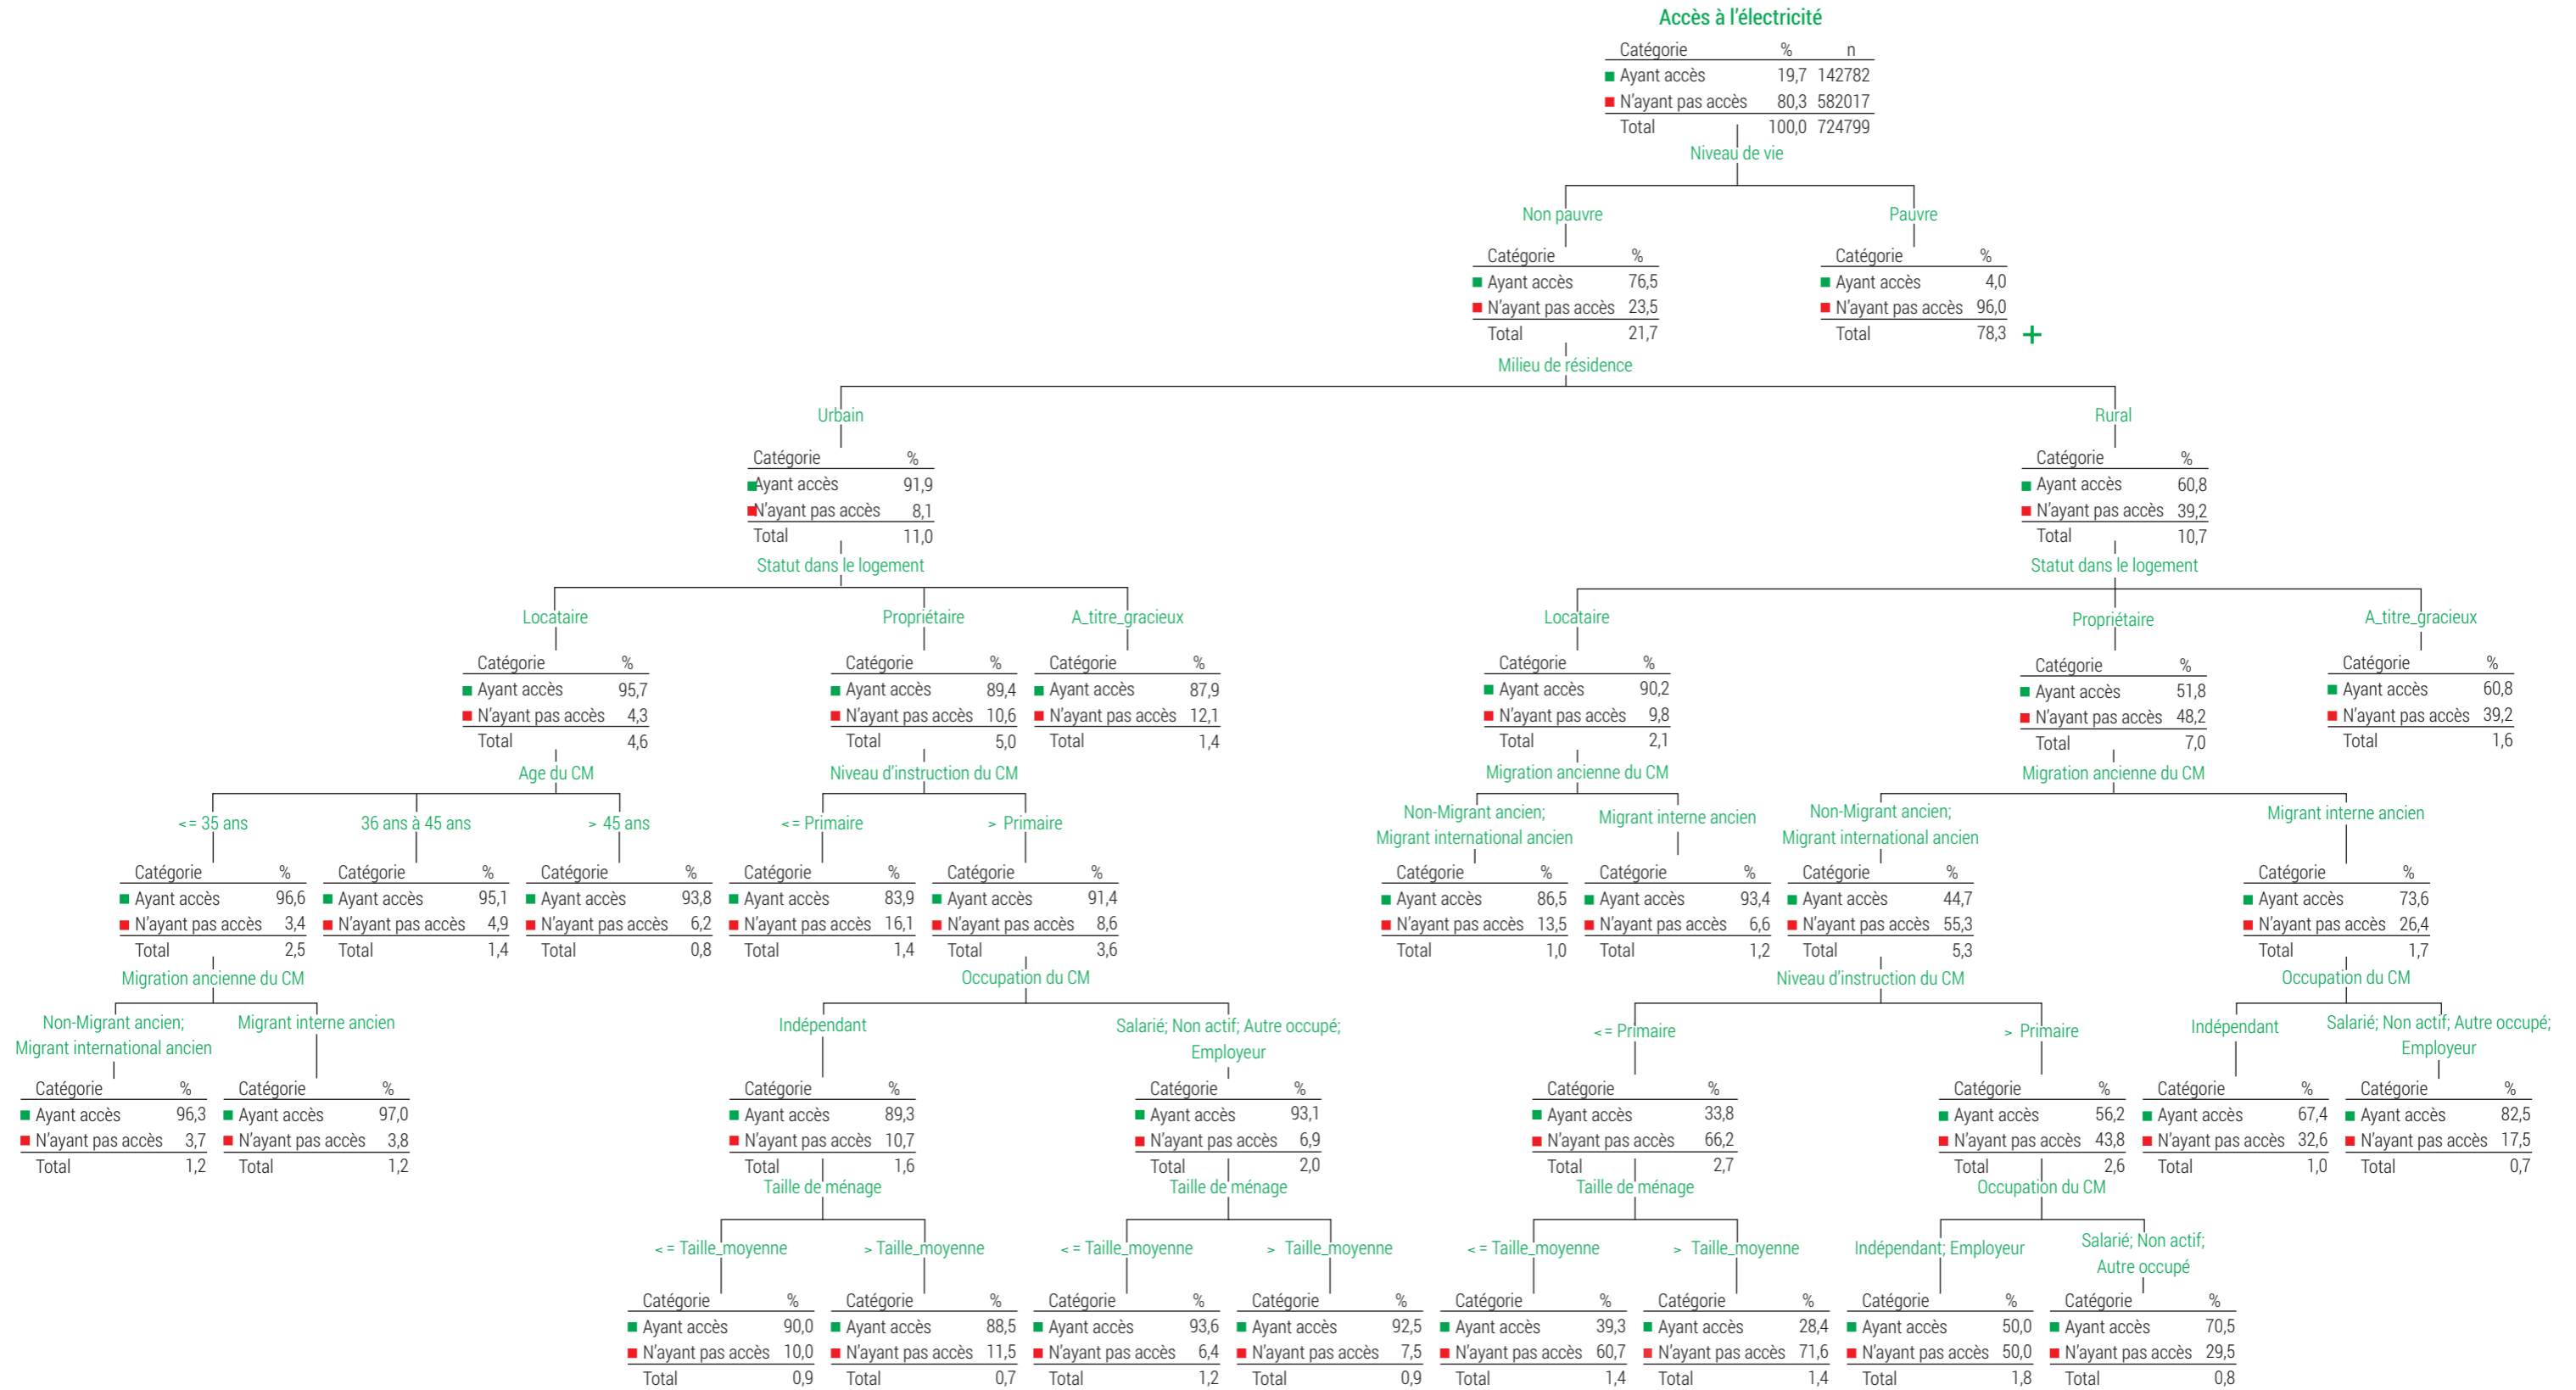 Accès à l'électricité
Catégorie % n
Ayant accès 19,7 142782
N'ayant pas accès 80,3 582017
Total 100,0 724799
Niveau de vie
Non pauvre
Catégorie %
Ayant accès 76,5
N'ayant pas accès 23,5
Total 21,7
Pauvre
Catégorie %
Ayant accès 4,0
N'ayant pas accès 96,0
Total 78,3 +
Milieu de résidence
Urbain
Catégorie %
Ayant accès 91,9
N'ayant pas accès 8,1
Total 11,0
Statut dans le logement
Rural
Catégorie %
Ayant accès 60,8
N'ayant pas accès 39,2
Total 10,7
Statut dans le logement
Locataire
Catégorie %
Ayant accès 95,7
N'ayant pas accès 4,3
Total 4,6
Age du CM
Propriétaire
Catégorie %
Ayant accès 89,4
N'ayant pas accès 10,6
Total 5,0
Niveau d'instruction du CM
A_titre_gracieux
Catégorie %
Ayant accès 87,9
N'ayant pas accès 12,1
Total 1,4
Locataire
Catégorie %
Ayant accès 90,2
N'ayant pas accès 9,8
Total 2,1
Migration ancienne du CM
Propriétaire
Catégorie %
Ayant accès 51,8
N'ayant pas accès 48,2
Total 7,0
Migration ancienne du CM
A_titre_gracieux
Catégorie %
Ayant accès 60,8
N'ayant pas accès 39,2
Total 1,6
<= 35 ans
Catégorie %
Ayant accès 96,6
N'ayant pas accès 3,4
Total 2,5
Migration ancienne du CM
36 ans à 45 ans
Catégorie %
Ayant accès 95,1
N'ayant pas accès 4,9
Total 1,4
> 45 ans
Catégorie %
Ayant accès 93,8
N'ayant pas accès 6,2
Total 0,8
<= Primaire
Catégorie %
Ayant accès 83,9
N'ayant pas accès 16,1
Total 1,4
> Primaire
Catégorie %
Ayant accès 91,4
N'ayant pas accès 8,6
Total 3,6
Occupation du CM
Non-Migrant ancien;
Migrant international ancien
Catégorie %
Ayant accès 86,5
N'ayant pas accès 13,5
Total 1,0
Migrant interne ancien
Catégorie %
Ayant accès 93,4
N'ayant pas accès 6,6
Total 1,2
Non-Migrant ancien;
Migrant international ancien
Catégorie %
Ayant accès 44,7
N'ayant pas accès 55,3
Total 5,3
Niveau d'instruction du CM
Migrant interne ancien
Catégorie %
Ayant accès 73,6
N'ayant pas accès 26,4
Total 1,7
Occupation du CM
Non-Migrant ancien;
Migrant international ancien
Catégorie %
Ayant accès 96,3
N'ayant pas accès 3,7
Total 1,2
Migrant interne ancien
Catégorie %
Ayant accès 97,0
N'ayant pas accès 3,8
Total 1,2
Indépendant
Catégorie %
Ayant accès 89,3
N'ayant pas accès 10,7
Total 1,6
Taille de ménage
Salarié; Non actif; Autre occupé;
Employeur
Catégorie %
Ayant accès 93,1
N'ayant pas accès 6,9
Total 2,0
Taille de ménage
<= Primaire
Catégorie %
Ayant accès 33,8
N'ayant pas accès 66,2
Total 2,7
Taille de ménage
> Primaire
Catégorie %
Ayant accès 56,2
N'ayant pas accès 43,8
Total 2,6
Occupation du CM
Indépendant
Catégorie %
Ayant accès 67,4
N'ayant pas accès 32,6
Total 1,0
Salarié; Non actif; Autre occupé;
Employeur
Catégorie %
Ayant accès 82,5
N'ayant pas accès 17,5
Total 0,7
<= Taille_moyenne
Catégorie %
Ayant accès 90,0
N'ayant pas accès 10,0
Total 0,9
> Taille_moyenne
Catégorie %
Ayant accès 88,5
N'ayant pas accès 11,5
Total 0,7
<= Taille_moyenne
Catégorie %
Ayant accès 93,6
N'ayant pas accès 6,4
Total 1,2
> Taille_moyenne
Catégorie %
Ayant accès 92,5
N'ayant pas accès 7,5
Total 0,9
<= Taille_moyenne
Catégorie %
Ayant accès 39,3
N'ayant pas accès 60,7
Total 1,4
> Taille_moyenne
Catégorie %
Ayant accès 28,4
N'ayant pas accès 71,6
Total 1,4
Indépendant; Employeur
Catégorie %
Ayant accès 50,0
N'ayant pas accès 50,0
Total 1,8
Salarié; Non actif;
Autre occupé
Catégorie %
Ayant accès 70,5
N'ayant pas accès 29,5
Total 0,8